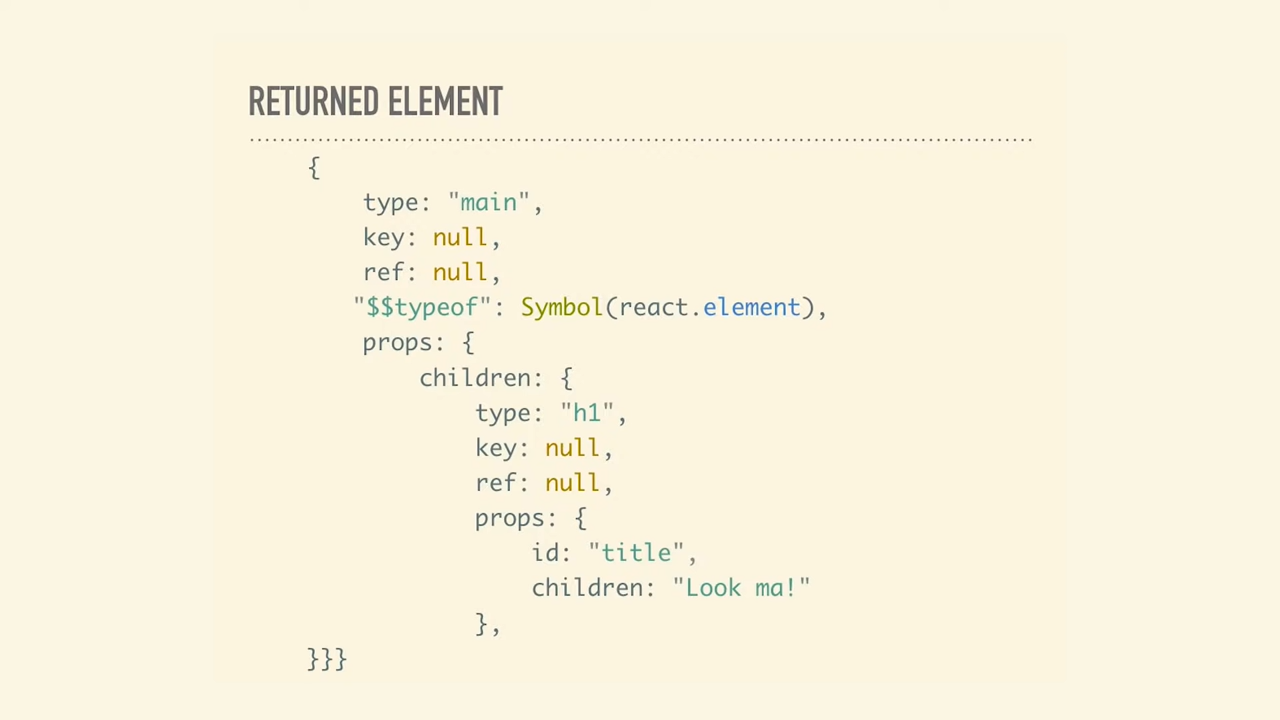 RETURNED ELEMENT
{
type: "main",
key: null,
ref: null,
"$$typeof": Symbol(react.element),
props: {
children: {
type: "h1",
key: null,
ref: null,
props: {
id: "title",
children: "Look ma!"
},
}}}